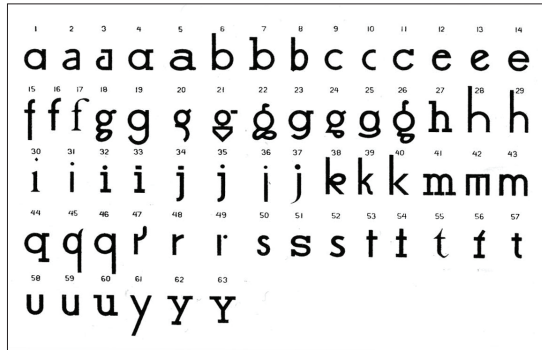 1 2 3 4 5 6 7 8 9 10 11 12 13 14
a a a a a b b b c c c e e e
15 16 17 18 19 20 21 22 23 24 25 26 27 28 29
f f f g g g g g g g g g h h h
30 31 32 33 34 35 36 37 38 39 40 41 42 43
i i i i j j j j k k k m m m
44 45 46 47 48 49 50 51 52 53 54 55 56 57
q q q r r r s s s t t t t t
58 59 60 61 62 63
u u u y y Y